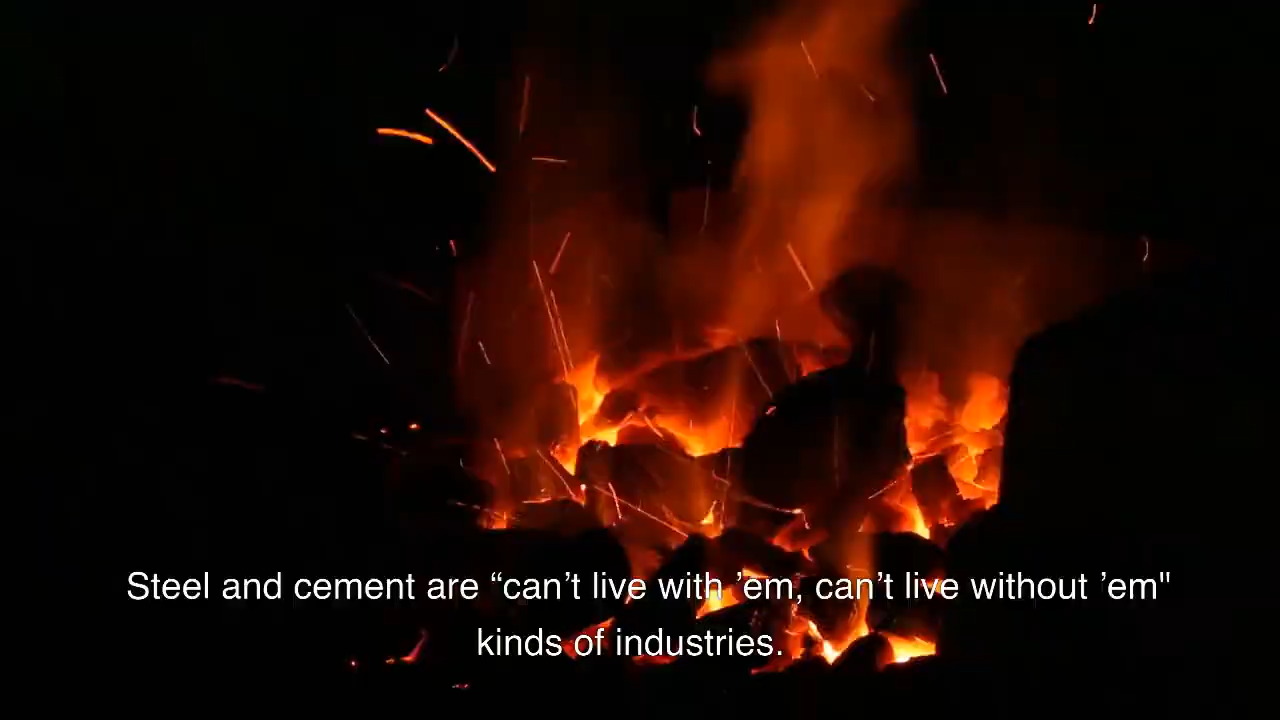 Steel and cement are “can’t live with ’em, can’t live without ’em"
kinds of industries.